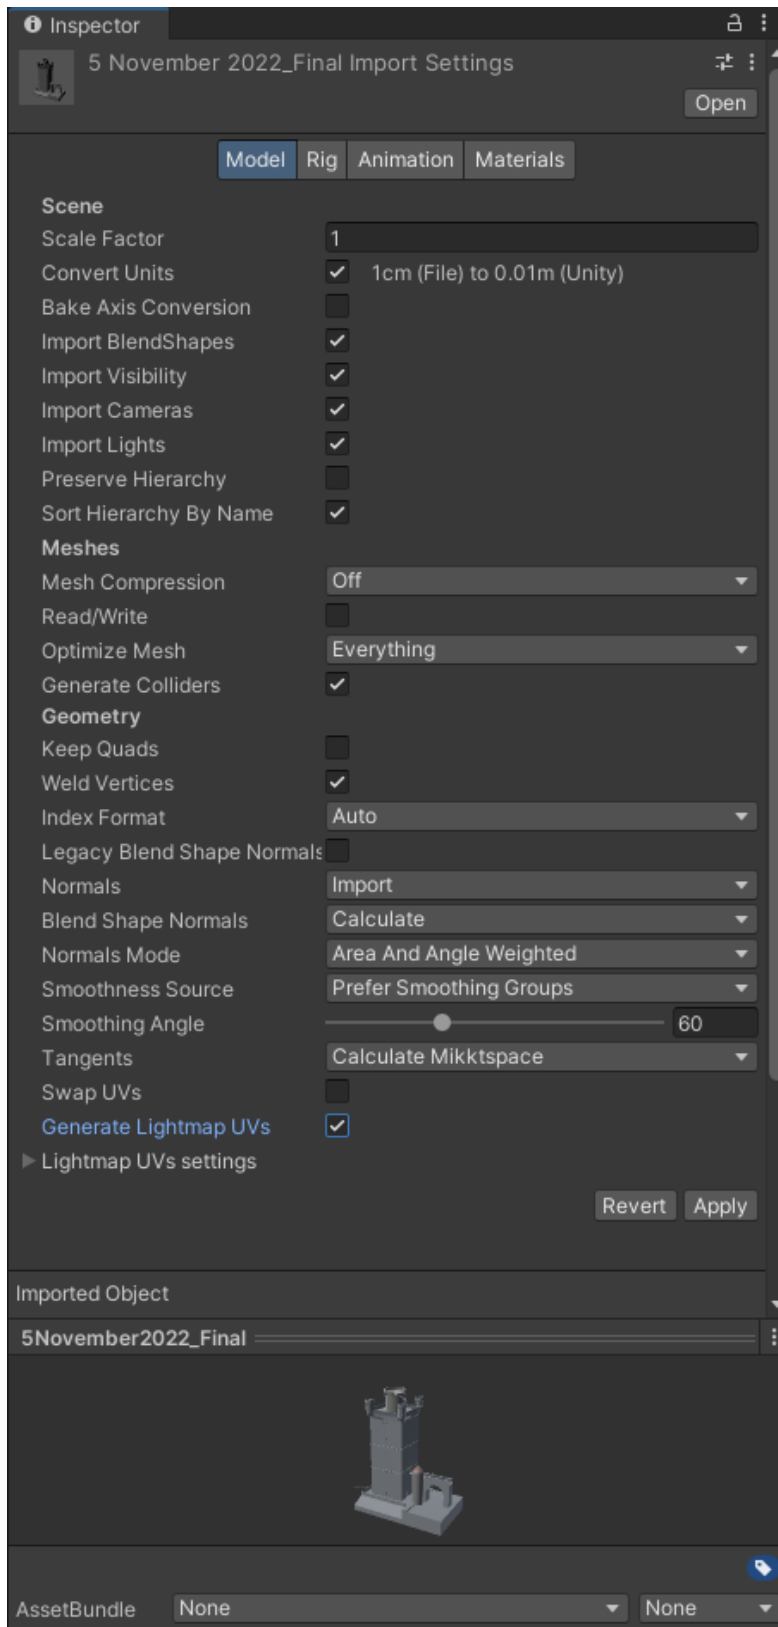 Inspector
5 November 2022_Final Import Settings
Open
Model Rig Animation Materials
Scene
Scale Factor 1
Convert Units 1cm (File) to 0.01m (Unity)
Bake Axis Conversion
Import BlendShapes
Import Visibility
Import Cameras
Import Lights
Preserve Hierarchy
Sort Hierarchy By Name
Meshes
Mesh Compression Off
Read/Write
Optimize Mesh Everything
Generate Colliders
Geometry
Keep Quads
Weld Vertices
Index Format Auto
Legacy Blend Shape Normals
Normals Import
Blend Shape Normals Calculate
Normals Mode Area And Angle Weighted
Smoothness Source Prefer Smoothing Groups
Smoothing Angle 60
Tangents Calculate Mikktspace
Swap UVs
Generate Lightmap UVs
Lightmap UVs settings
Revert Apply
Imported Object
5November2022_Final
AssetBundle None None